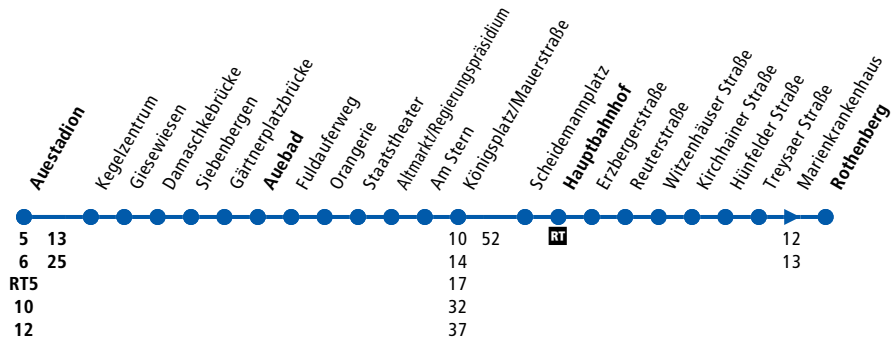 Auestadion
Kegelzentrum
Giesewiesen
Damaschkebrücke
Siebenbergen
Gärtnerplatzbrücke
Auebad
Fuldauferweg
Orangerie
Staatstheater
Altmarkt/Regierungspräsidium
Am Stern
Königsplatz/Mauerstraße
Scheidemannplatz
Hauptbahnhof
Erzbergerstraße
Reuterstraße
Witzenhäuser Straße
Kirchhainer Straße
Hünfelder Straße
Treysaer Straße
Marienkrankenhaus
Rothenberg
5 13
6 25
RT5
10
12
10 52
14
17
32
37
RT
12
13